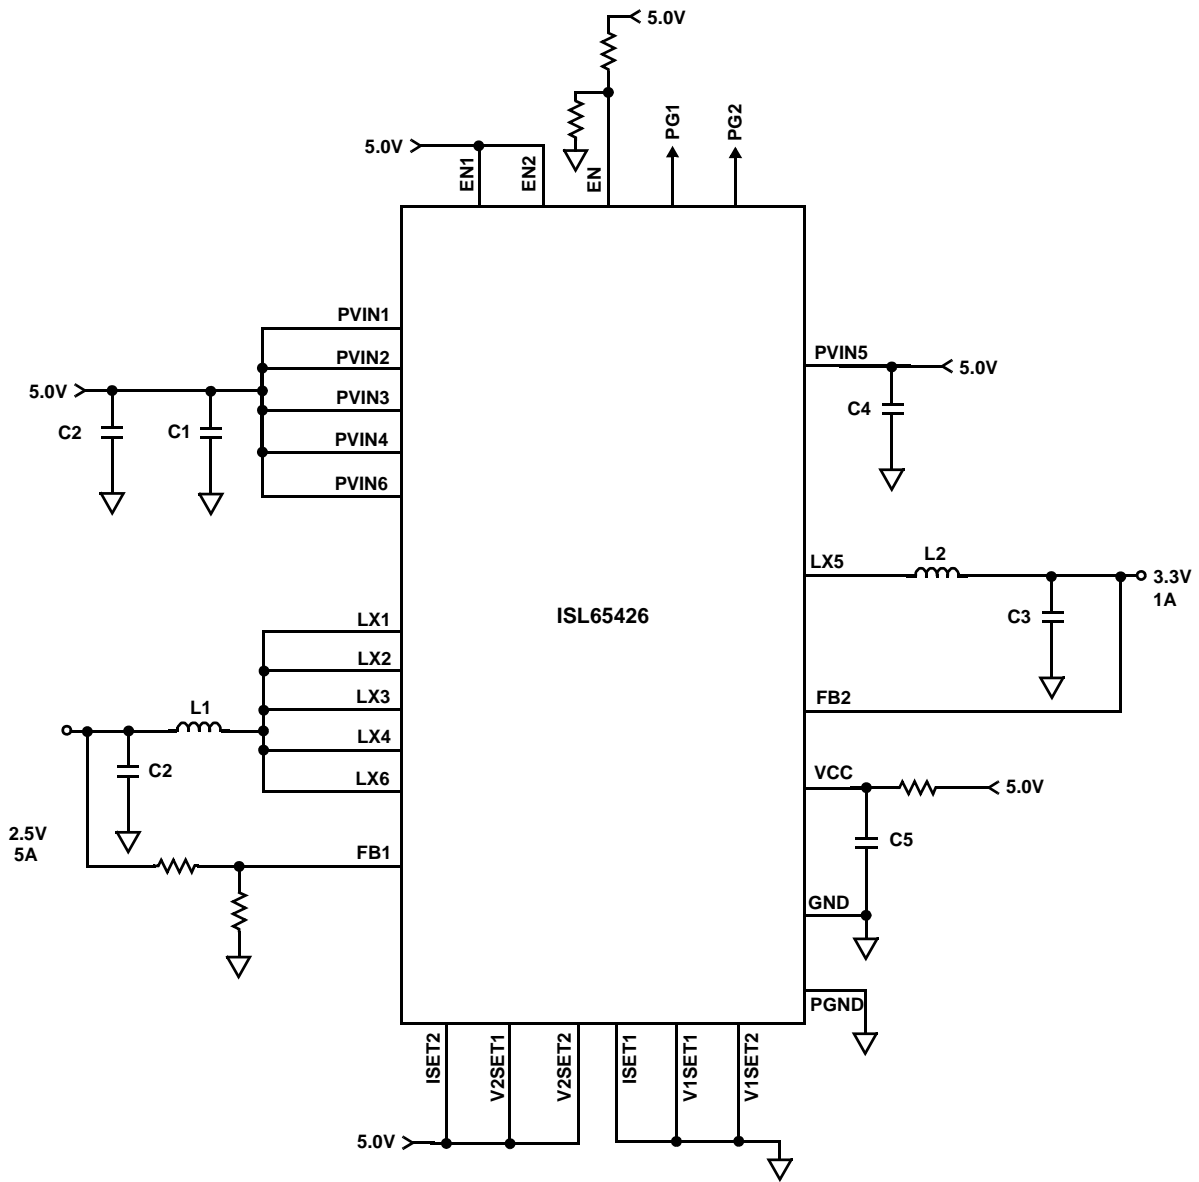 5.0V
PG1
PG2
5.0V
EN1
EN2
EN
PVIN1
PVIN2
PVIN3
PVIN4
PVIN6
5.0V
C2
C1
PVIN5
5.0V
C4
LX5
L2
3.3V
1A
C3
FB2
ISL65426
LX1
LX2
LX3
LX4
LX6
L1
C2
2.5V
5A
FB1
VCC
5.0V
C5
GND
PGND
ISET2
V2SET1
V2SET2
ISET1
V1SET1
V1SET2
5.0V